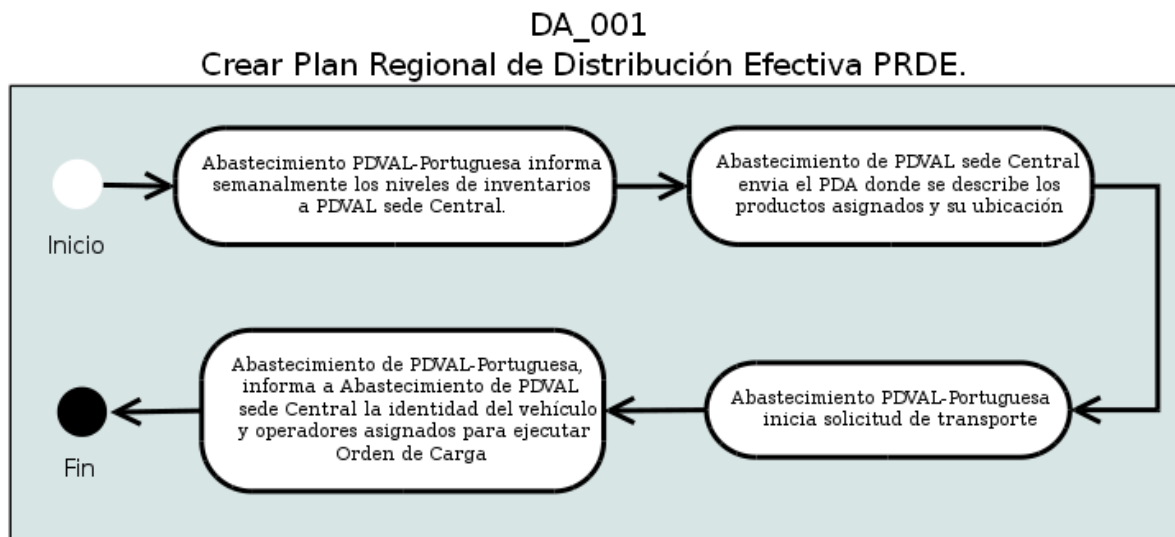 DA_001
Crear Plan Regional de Distribución Efectiva PRDE.
Inicio
Abastecimiento PDVAL-Portuguesa informa
semanalmente los niveles de inventarios
a PDVAL sede Central.
Abastecimiento de PDVAL sede Central
envia el PDA donde se describe los
productos asignados y su ubicación
Abastecimiento PDVAL-Portuguesa
inicia solicitud de transporte
Abastecimiento de PDVAL-Portuguesa,
informa a Abastecimiento de PDVAL
sede Central la identidad del vehículo
y operadores asignados para ejecutar
Orden de Carga
Fin